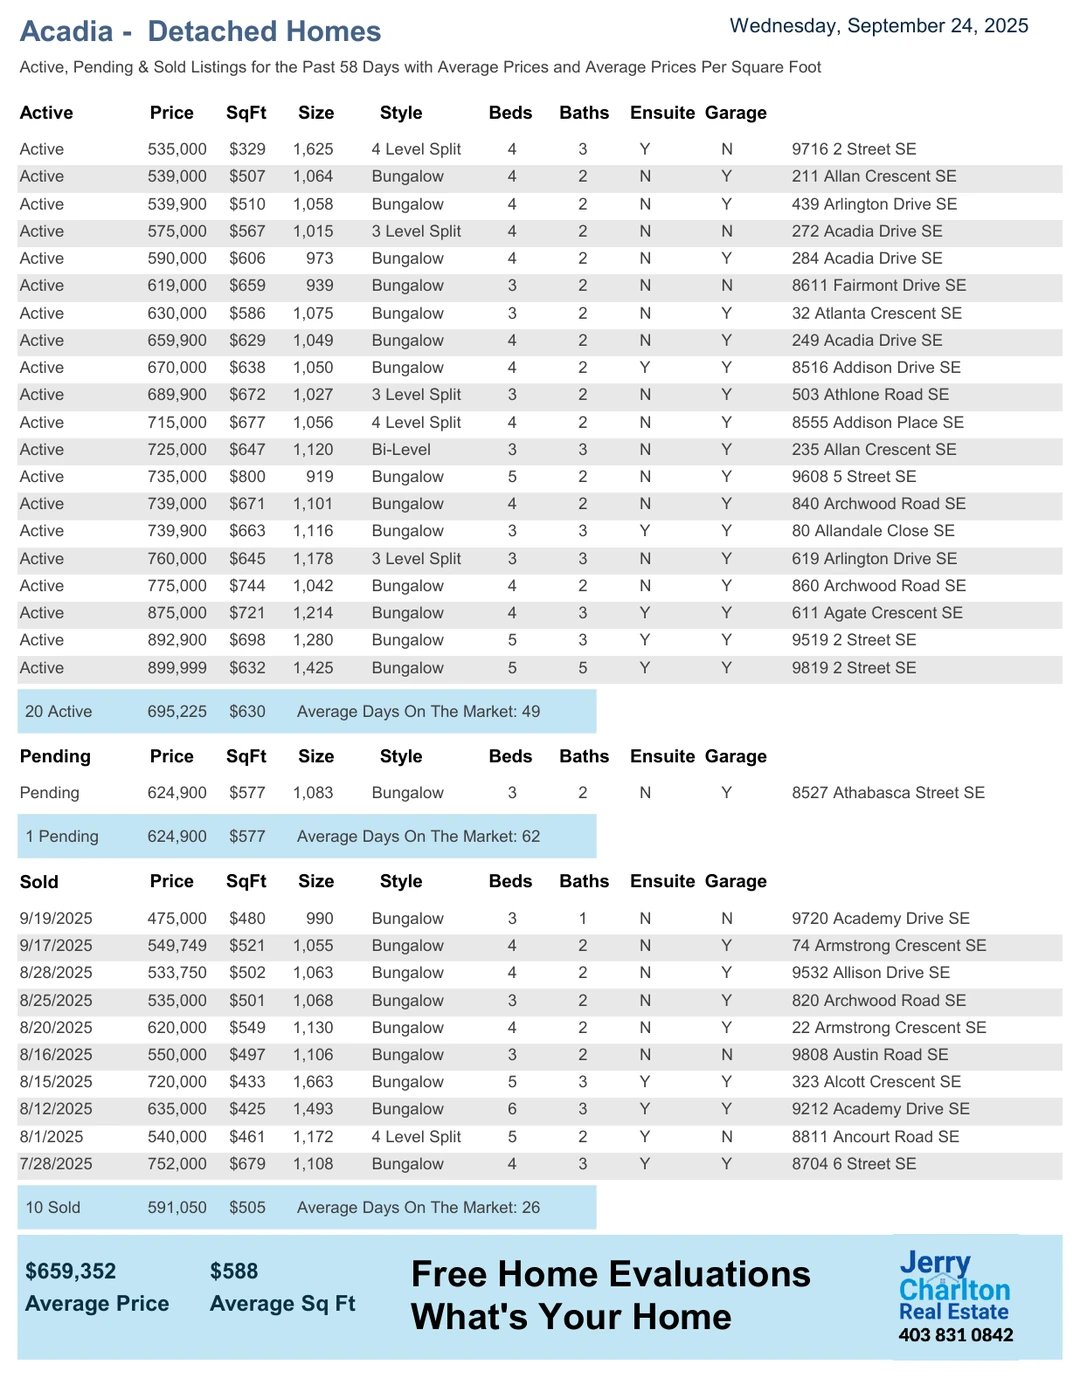 Acadia - Detached Homes
Wednesday, September 24, 2025
Active, Pending & Sold Listings for the Past 58 Days with Average Prices and Average Prices Per Square Foot
Active Price SqFt Size Style Beds Baths Ensuite Garage
Active 535,000 $329 1,625 4 Level Split 4 3 Y N 9716 2 Street SE
Active 539,000 $507 1,064 Bungalow 4 2 N Y 211 Allan Crescent SE
Active 539,900 $510 1,058 Bungalow 4 2 N Y 439 Arlington Drive SE
Active 575,000 $567 1,015 3 Level Split 4 2 N N 272 Acadia Drive SE
Active 590,000 $606 973 Bungalow 4 2 N Y 284 Acadia Drive SE
Active 619,000 $659 939 Bungalow 3 2 N N 8611 Fairmont Drive SE
Active 630,000 $586 1,075 Bungalow 3 2 N Y 32 Atlanta Crescent SE
Active 659,900 $629 1,049 Bungalow 4 2 N Y 249 Acadia Drive SE
Active 670,000 $638 1,050 Bungalow 4 2 Y Y 8516 Addison Drive SE
Active 689,900 $672 1,027 3 Level Split 3 2 N Y 503 Athlone Road SE
Active 715,000 $677 1,056 4 Level Split 4 2 N Y 8555 Addison Place SE
Active 725,000 $647 1,120 Bi-Level 3 3 N Y 235 Allan Crescent SE
Active 735,000 $800 919 Bungalow 5 2 N Y 9608 5 Street SE
Active 739,000 $671 1,101 Bungalow 4 2 N Y 840 Archwood Road SE
Active 739,900 $663 1,116 Bungalow 3 3 Y Y 80 Allandale Close SE
Active 760,000 $645 1,178 3 Level Split 3 3 N Y 619 Arlington Drive SE
Active 775,000 $744 1,042 Bungalow 4 2 N Y 860 Archwood Road SE
Active 875,000 $721 1,214 Bungalow 4 3 Y Y 611 Agate Crescent SE
Active 892,900 $698 1,280 Bungalow 5 3 Y Y 9519 2 Street SE
Active 899,999 $632 1,425 Bungalow 5 5 Y Y 9819 2 Street SE
20 Active 695,225 $630 Average Days On The Market: 49
Pending Price SqFt Size Style Beds Baths Ensuite Garage
Pending 624,900 $577 1,083 Bungalow 3 2 N Y 8527 Athabasca Street SE
1 Pending 624,900 $577 Average Days On The Market: 62
Sold Price SqFt Size Style Beds Baths Ensuite Garage
9/19/2025 475,000 $480 990 Bungalow 3 1 N N 9720 Academy Drive SE
9/17/2025 549,749 $521 1,055 Bungalow 4 2 N Y 74 Armstrong Crescent SE
8/28/2025 533,750 $502 1,063 Bungalow 4 2 N Y 9532 Allison Drive SE
8/25/2025 535,000 $501 1,068 Bungalow 3 2 N Y 820 Archwood Road SE
8/20/2025 620,000 $549 1,130 Bungalow 4 2 N Y 22 Armstrong Crescent SE
8/16/2025 550,000 $497 1,106 Bungalow 3 2 N N 9808 Austin Road SE
8/15/2025 720,000 $433 1,663 Bungalow 5 3 Y Y 323 Alcott Crescent SE
8/12/2025 635,000 $425 1,493 Bungalow 6 3 Y Y 9212 Academy Drive SE
8/1/2025 540,000 $461 1,172 4 Level Split 5 2 Y N 8811 Ancourt Road SE
7/28/2025 752,000 $679 1,108 Bungalow 4 3 Y Y 8704 6 Street SE
10 Sold 591,050 $505 Average Days On The Market: 26
$659,352 $588
Average Price Average Sq Ft
Free Home Evaluations
What's Your Home
Jerry
Charlton
Real Estate
403 831 0842